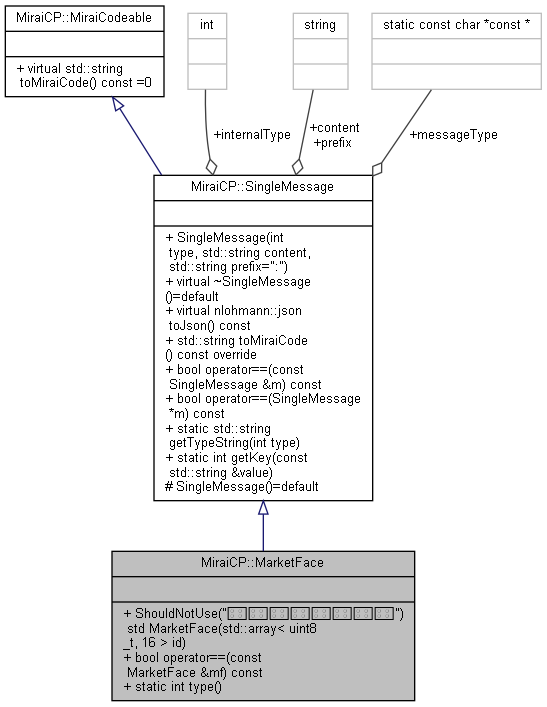 MiraiCP::MiraiCodeable
+ virtual std::string
toMiraiCode() const =0
int
string
static const char *const *
+internalType
+content
+prefix
+messageType
MiraiCP::SingleMessage
+ SingleMessage(int
type, std::string content,
std::string prefix=":")
+ virtual ~SingleMessage
()=default
+ virtual nlohmann::json
toJson() const
+ std::string toMiraiCode
() const override
+ bool operator==(const
SingleMessage &m) const
+ bool operator==(SingleMessage
*m) const
+ static std::string
getTypeString(int type)
+ static int getKey(const
std::string &value)
# SingleMessage()=default
MiraiCP::MarketFace
+ ShouldNotUse("")
std MarketFace(std::array< uint8
_t, 16 > id)
+ bool operator==(const
MarketFace &mf) const
+ static int type()